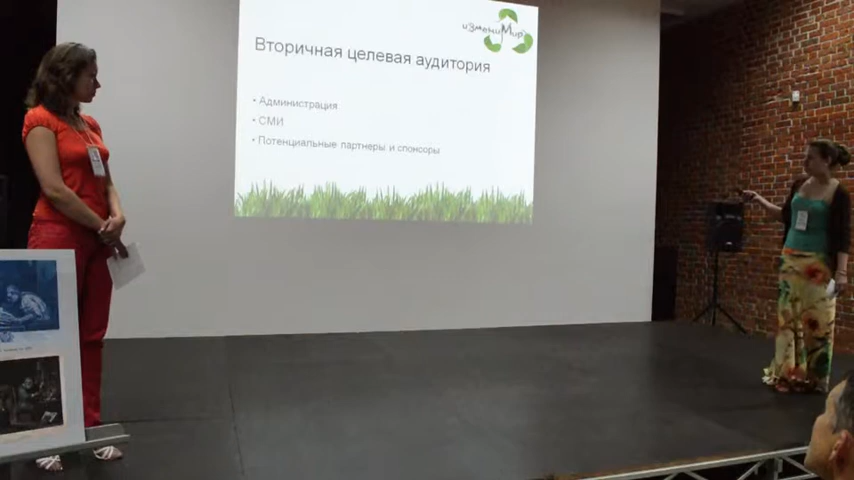 измениМир
Вторичная целевая аудитория
• Администрация
• СМИ
• Потенциальные партнеры и спонсоры